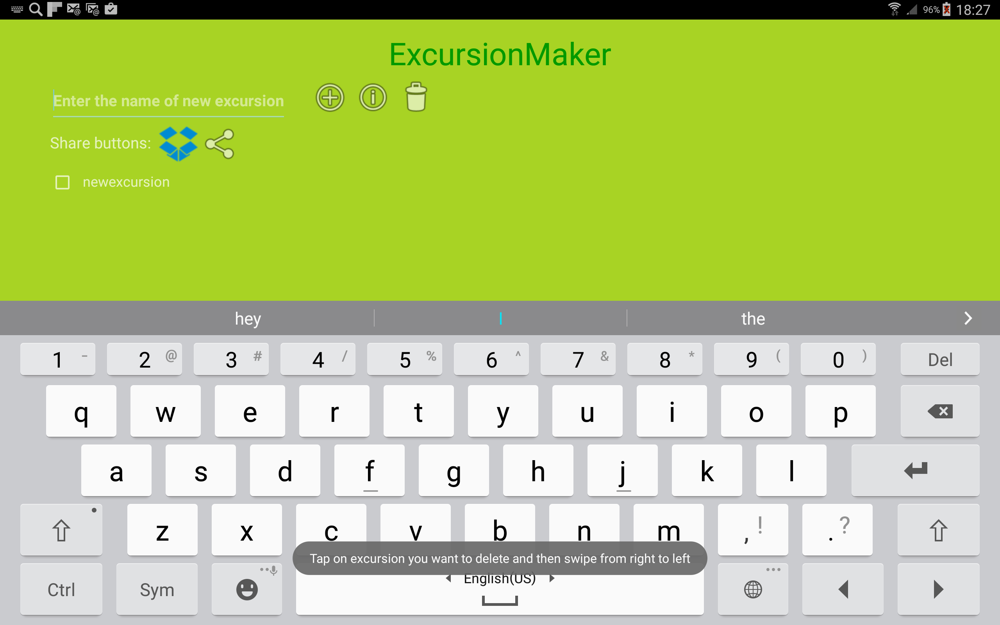 96% 18:27
ExcursionMaker
Enter the name of new excursion
Share buttons:
newexcursion
hey I the
1 - 2 @ 3 # 4 / 5 % 6 ^ 7 & 8 * 9 ( 0 ) Del
q w e r t y u i o p
a s d f g h j k l
z x c v b n m , ! . ?
Tap on excursion you want to delete and then swipe from right to left
Ctrl Sym English(US)